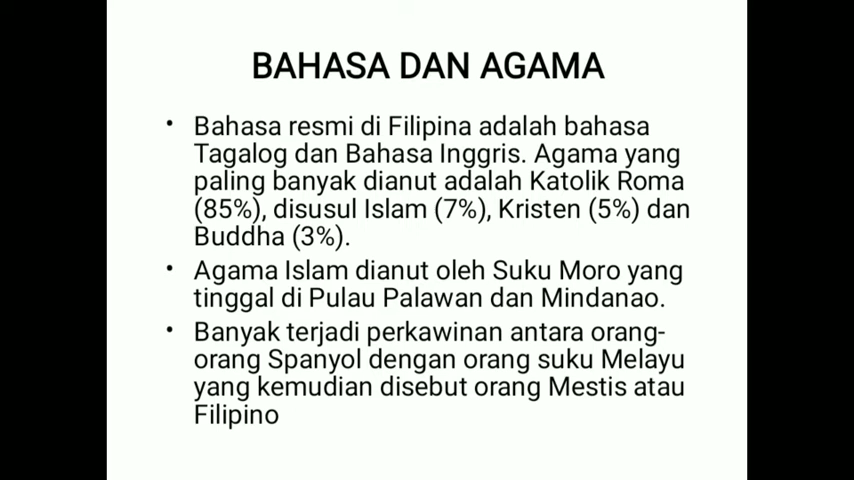 BAHASA DAN AGAMA
• Bahasa resmi di Filipina adalah bahasa
Tagalog dan Bahasa Inggris. Agama yang
paling banyak dianut adalah Katolik Roma
(85%), disusul Islam (7%), Kristen (5%) dan
Buddha (3%).
• Agama Islam dianut oleh Suku Moro yang
tinggal di Pulau Palawan dan Mindanao.
• Banyak terjadi perkawinan antara orang-
orang Spanyol dengan orang suku Melayu
yang kemudian disebut orang Mestis atau
Filipino